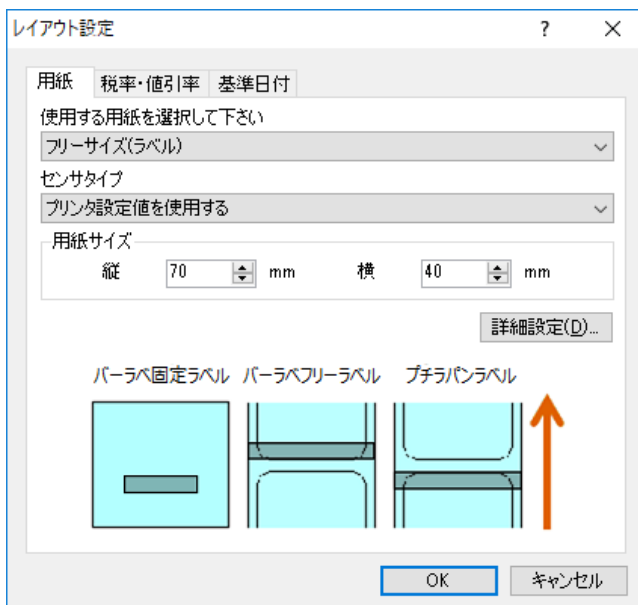 レイアウト設定 ?
用紙 税率・値引率 基準日付
使用する用紙を選択して下さい
フリーサイズ(ラベル)
センサタイプ
プリンタ設定値を使用する
用紙サイズ
縦 70 mm 横 40 mm
詳細設定(D)...
バーラベ固定ラベル バーラベフリーラベル プチラパンラベル
OK キャンセル